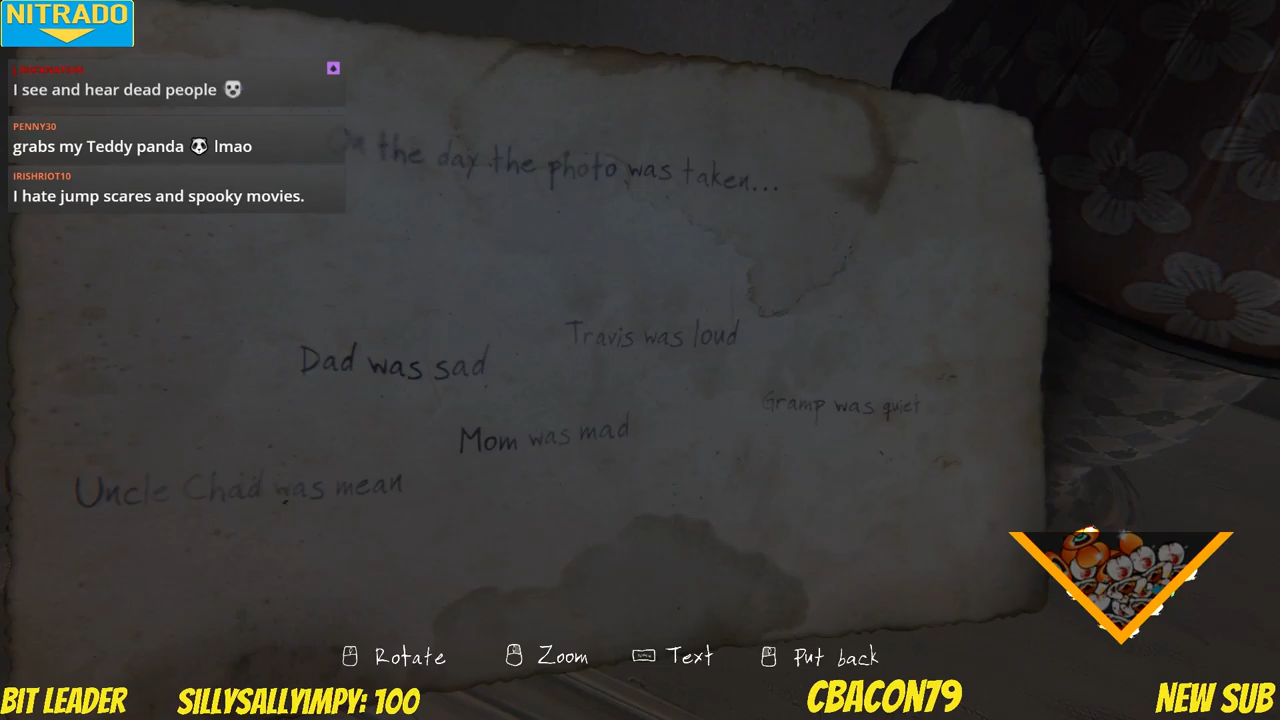 NITRADO
I see and hear dead people
PENNY30
grabs my Teddy panda lmao
IRISHRIOT10
I hate jump scares and spooky movies.
On the day the photo was taken...
Travis was loud
Dad was sad
Gramp was quiet
Mom was mad
Uncle Chad was mean
Rotate Zoom Text Put back
BIT LEADER SILLYSALLYIMPY: 100 CBACON79 NEW SUB